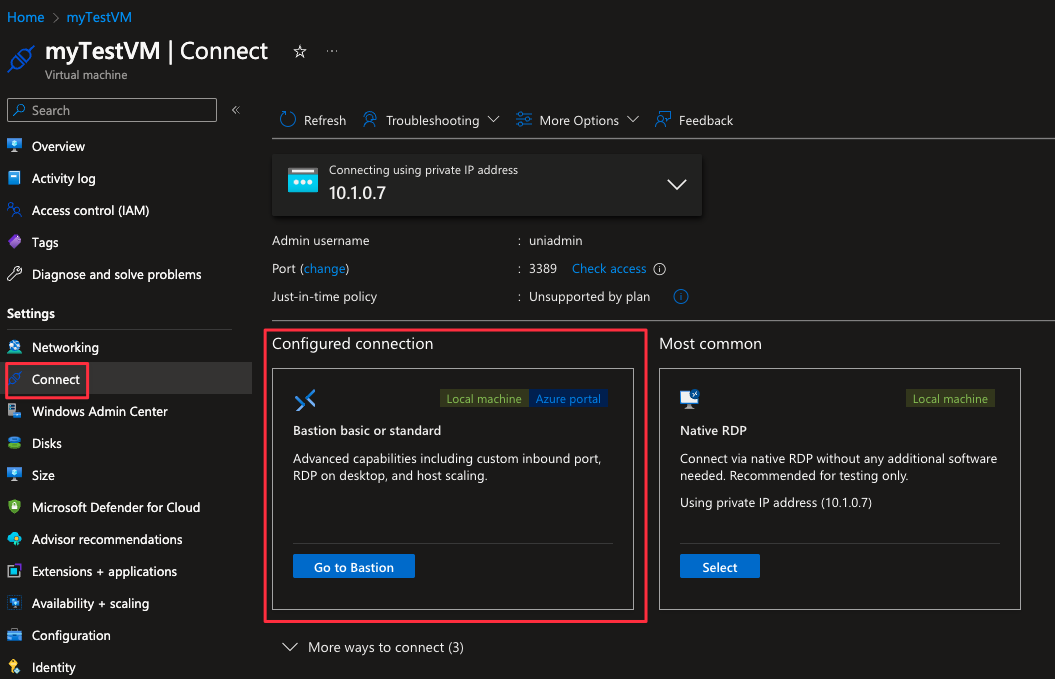 Home > myTestVM
myTestVM | Connect
Virtual machine
Search
Overview
Activity log
Access control (IAM)
Tags
Diagnose and solve problems
Settings
Networking
Connect
Windows Admin Center
Disks
Size
Microsoft Defender for Cloud
Advisor recommendations
Extensions + applications
Availability + scaling
Configuration
Identity
Refresh Troubleshooting More Options Feedback
Connecting using private IP address
10.1.0.7
Admin username : uniadmin
Port (change) : 3389 Check access
Just-in-time policy : Unsupported by plan
Configured connection
Local machine Azure portal
Bastion basic or standard
Advanced capabilities including custom inbound port,
RDP on desktop, and host scaling.
Go to Bastion
Most common
Local machine
Native RDP
Connect via native RDP without any additional software
needed. Recommended for testing only.
Using private IP address (10.1.0.7)
Select
More ways to connect (3)